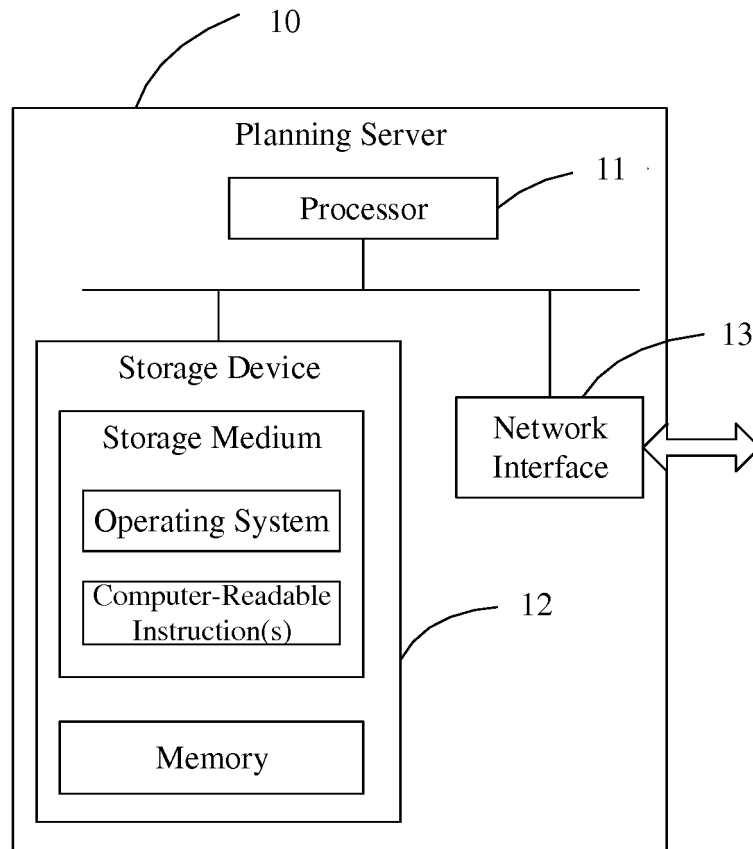 10
Planning Server
11
Processor
13
Storage Device
Storage Medium
Network
Interface
Operating System
Computer-Readable
Instruction(s)
12
Memory